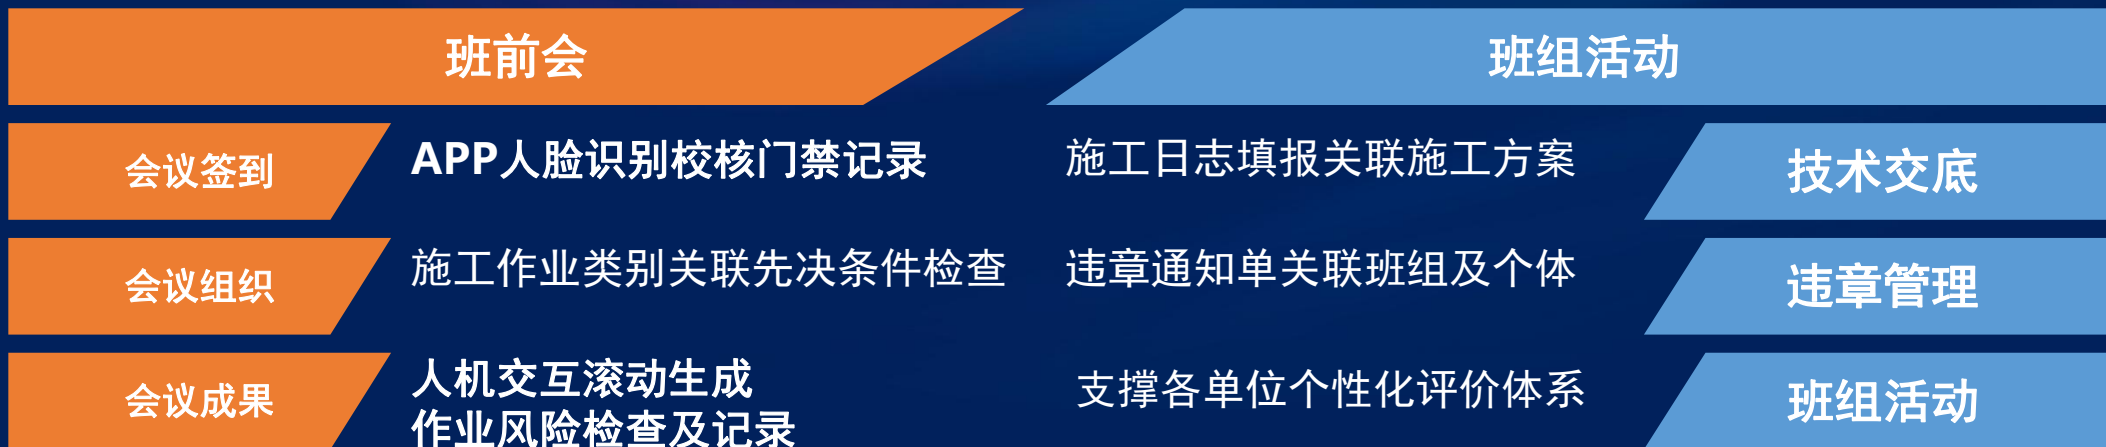 班前会
班组活动
会议签到
APP人脸识别校核门禁记录
施工日志填报关联施工方案
技术交底
会议组织
施工作业类别关联先决条件检查
违章通知单关联班组及个体
违章管理
会议成果
人机交互滚动生成
作业风险检查及记录
支撑各单位个性化评价体系
班组活动